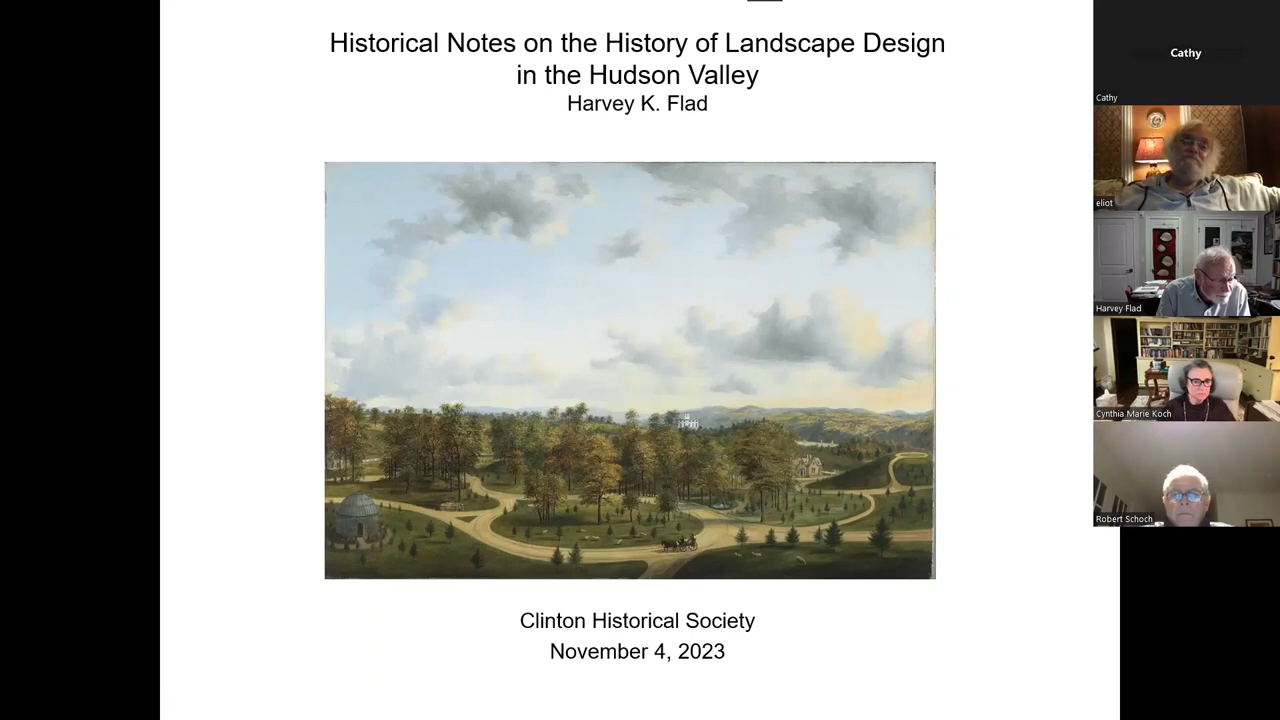 Historical Notes on the History of Landscape Design
in the Hudson Valley
Harvey K. Flad
Clinton Historical Society
November 4, 2023
Cathy
Cathy
eliot
Harvey Flad
Cynthia Marie Koch
Robert Schoch